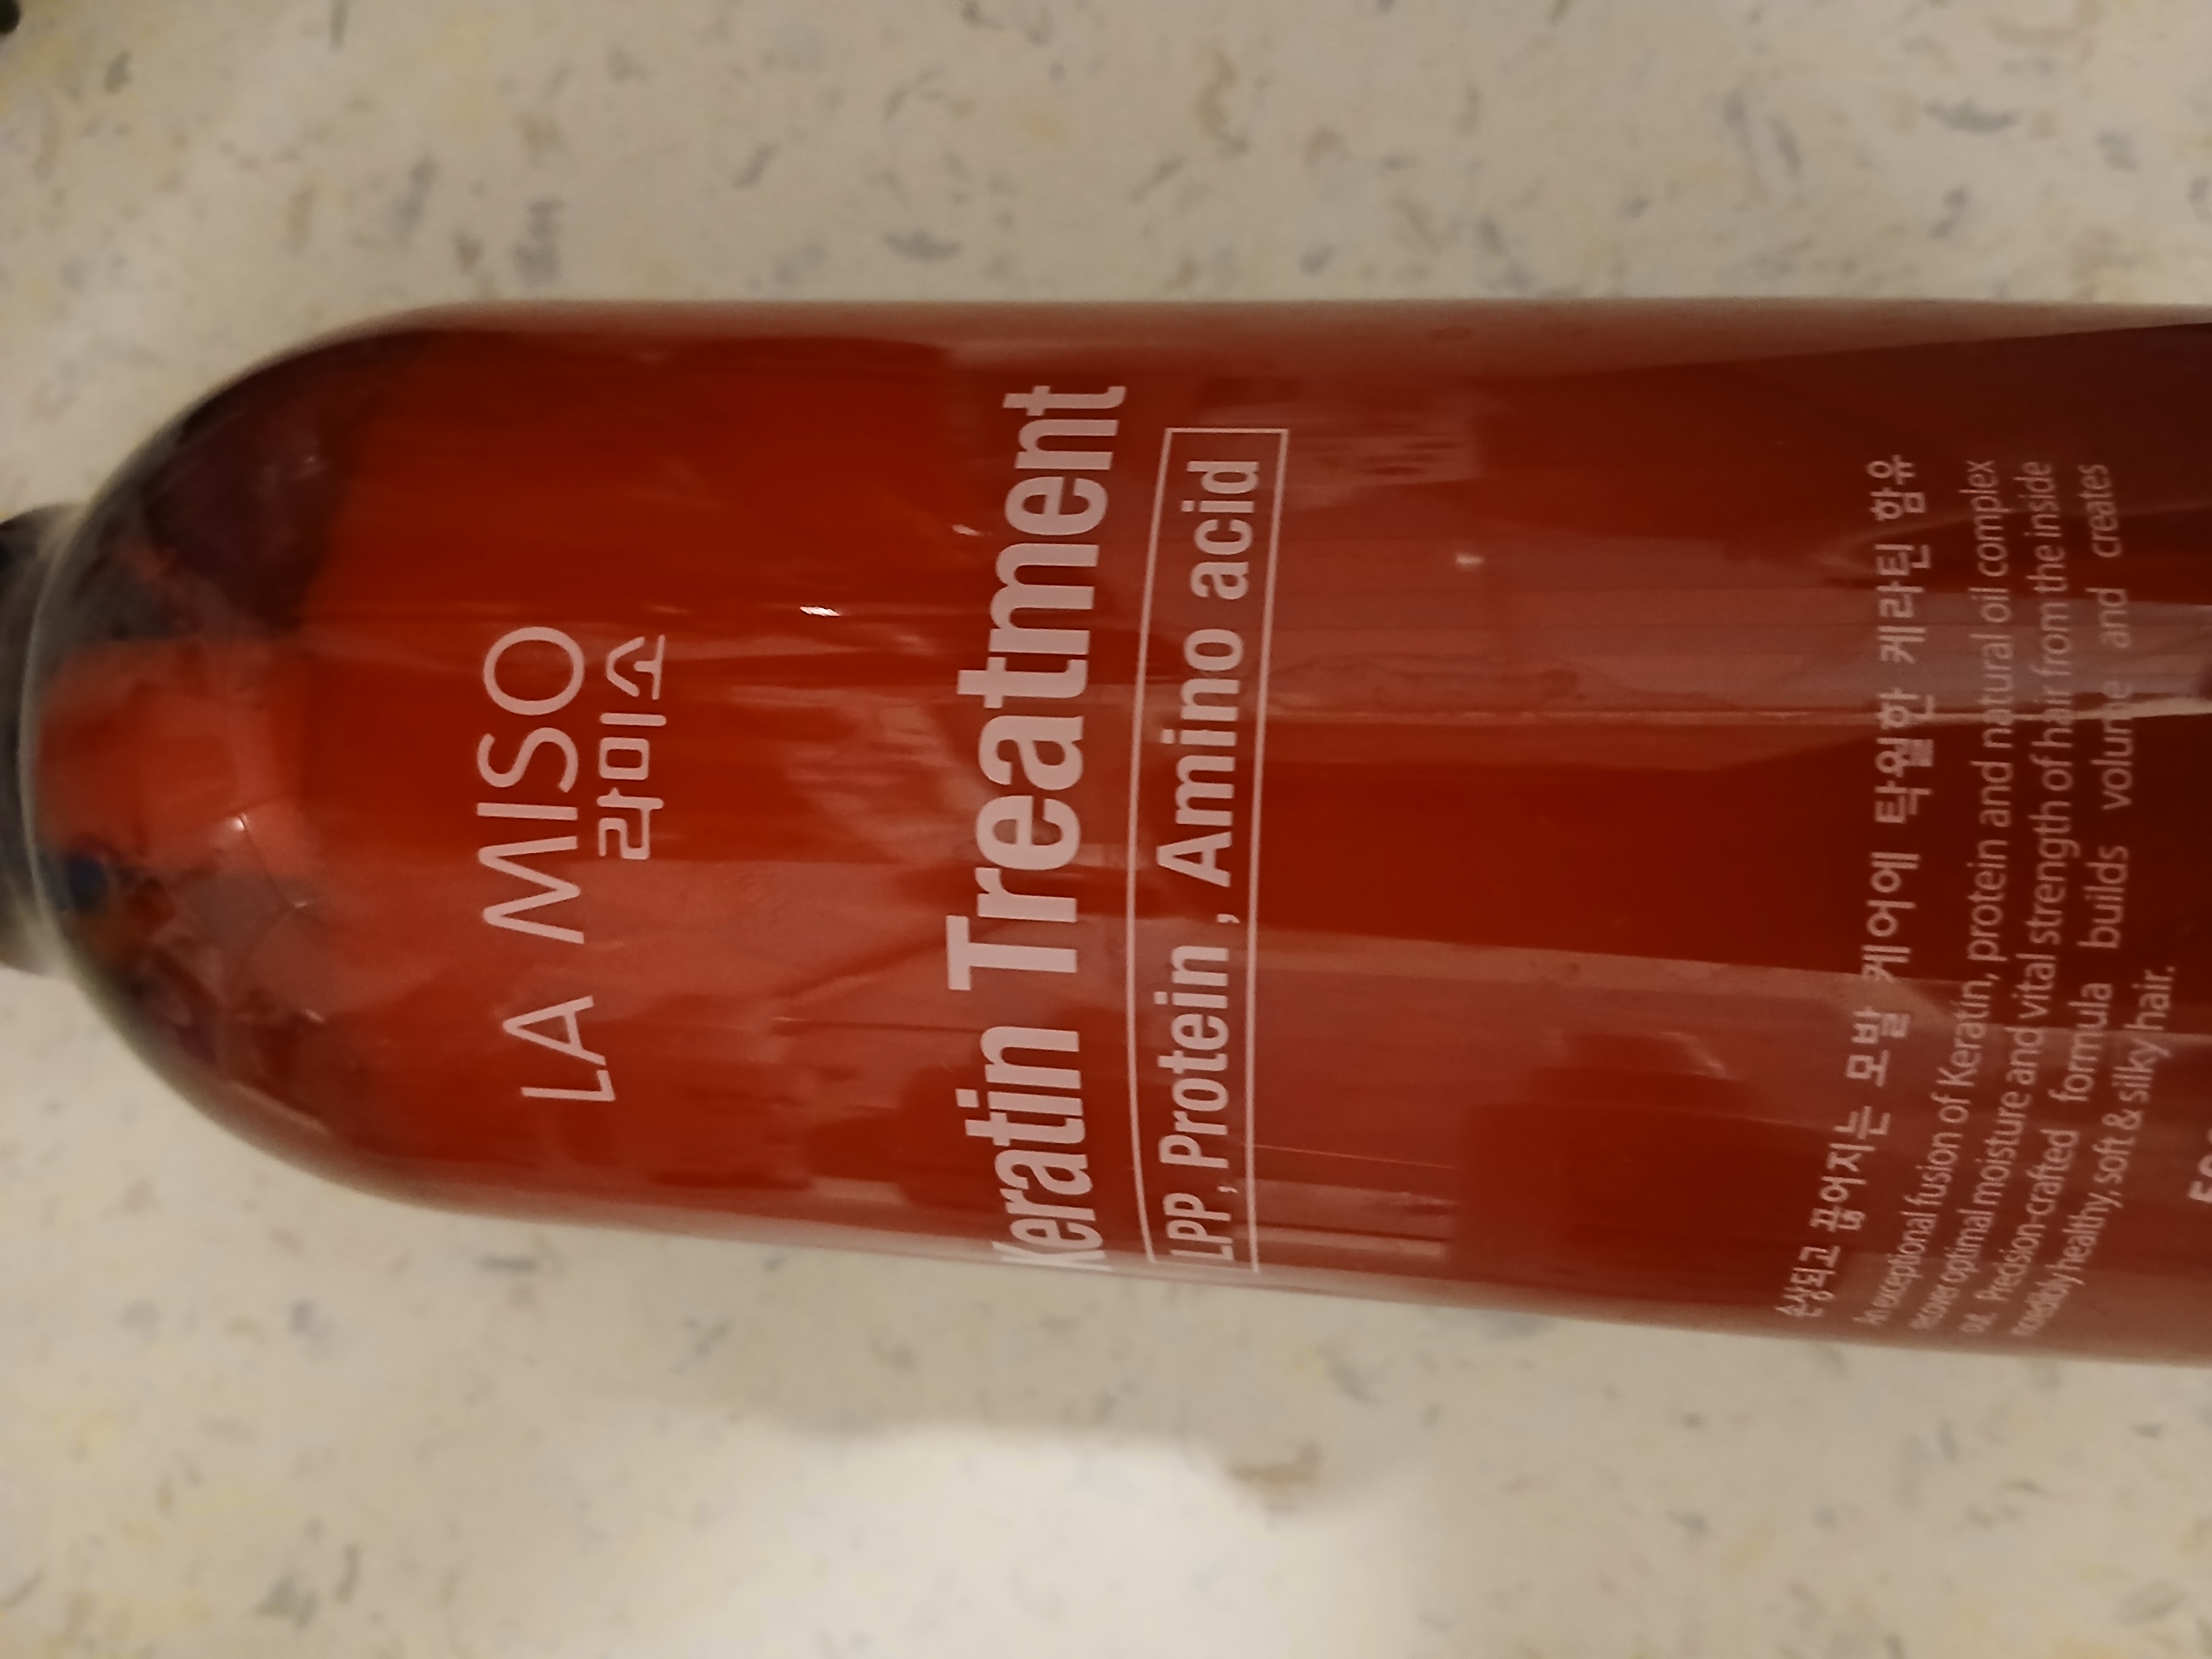 LA MISO
라미소
Keratin Treatment
LPP, Protein, Amino acid
손상되고 끊어지는 모발 케어에 탁월한 케라틴 함유
An exceptional fusion of Keratin, protein and natural oil complex
recover optimal moisture and vital strength of hair from the inside
out. Precision-crafted formula builds volume and creates
incredibly healthy, soft & silky hair.